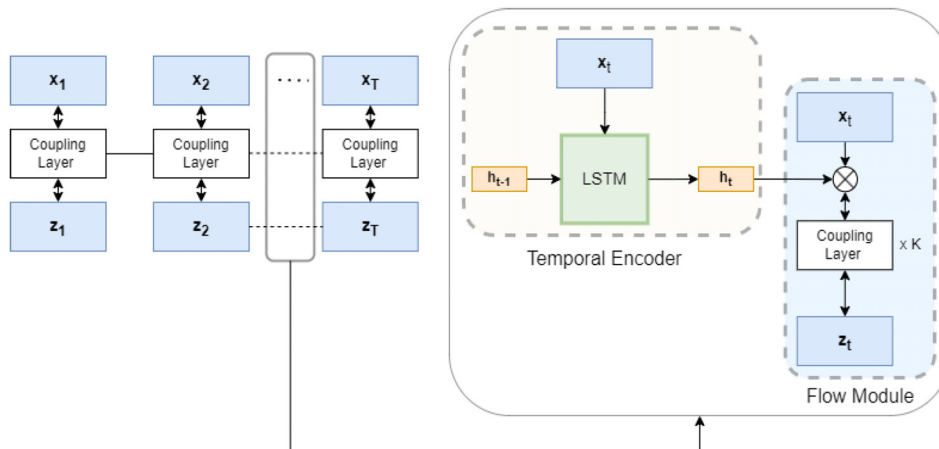 x1
x2
....
xT
Coupling
Layer
Coupling
Layer
Coupling
Layer
z1
z2
zT
xt
ht-1
LSTM
ht
Temporal Encoder
xt
Coupling
Layer
x K
zt
Flow Module